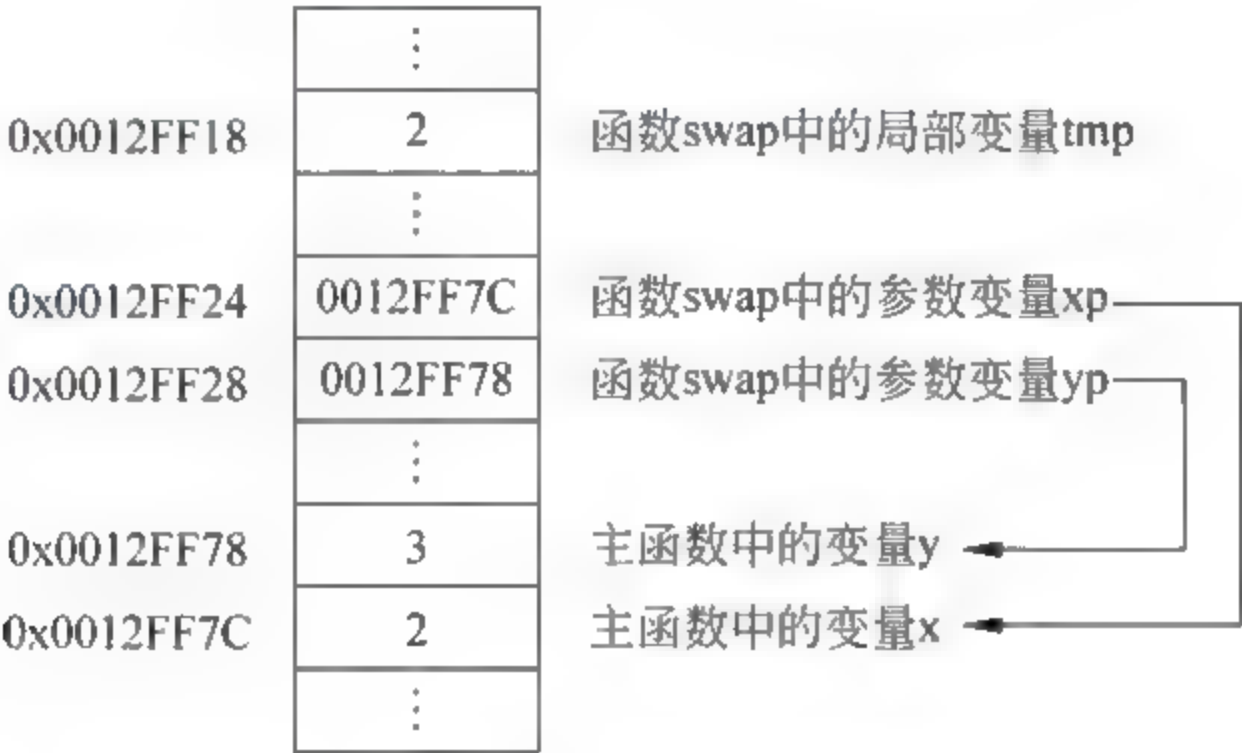 ⋮
0x0012FF18 2 函数swap中的局部变量tmp
⋮
0x0012FF24 0012FF7C 函数swap中的参数变量xp
0x0012FF28 0012FF78 函数swap中的参数变量yp
⋮
0x0012FF78 3 主函数中的变量y
0x0012FF7C 2 主函数中的变量x
⋮